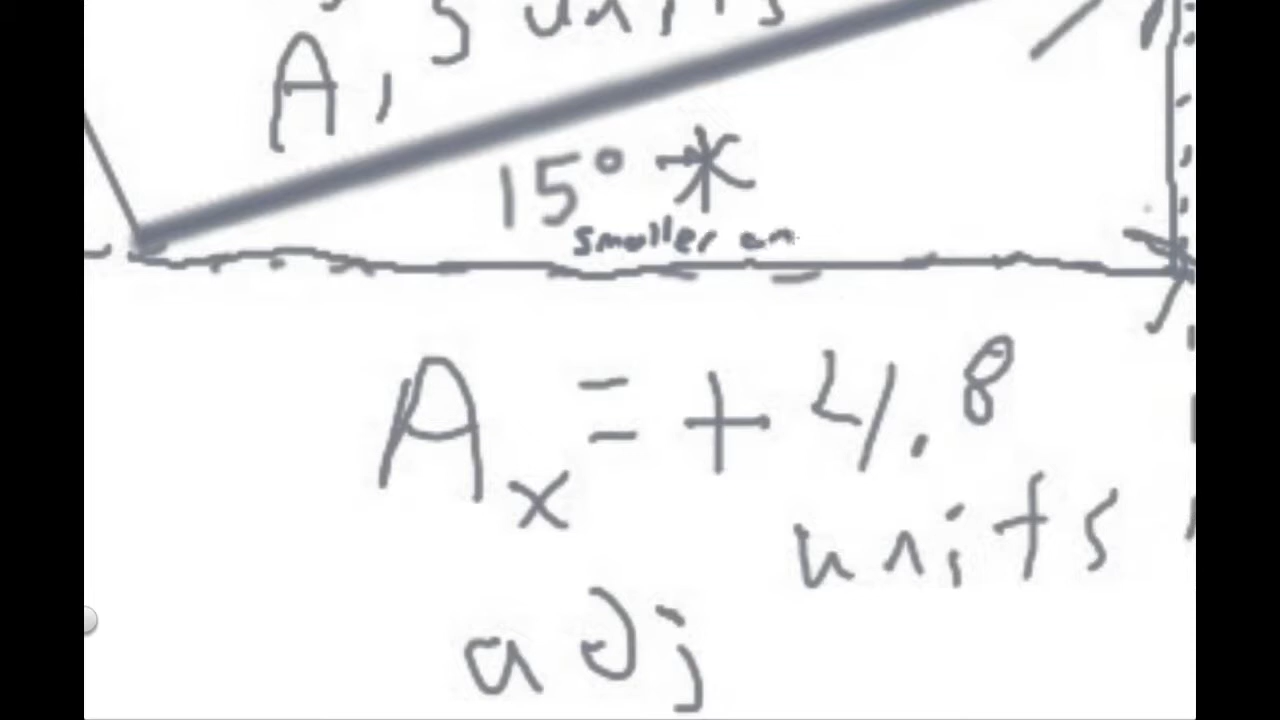 A, 5 units
15° *
smaller an
Ax = + 4.8
units
adj